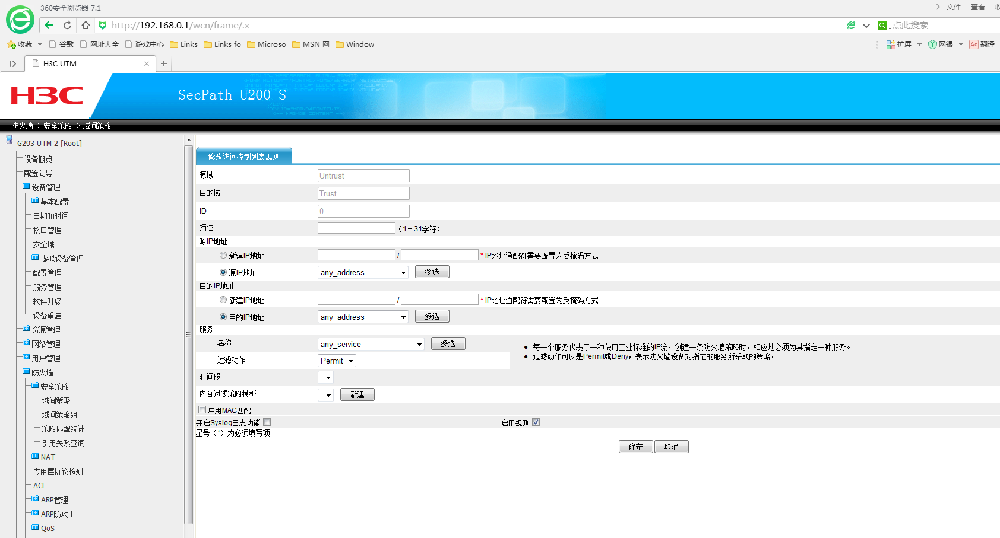 360安全浏览器 7.1
文件 查看
http://192.168.0.1/wcn/frame/.x
点此搜索
收藏 谷歌 网址大全 游戏中心 Links Links fo Microso MSN 网 Window
扩展 网银 Aa 翻译
H3C UTM
H3C
SecPath U200-S
防火墙 > 安全策略 > 域间策略
G293-UTM-2 [Root]
设备概览
配置向导
设备管理
基本配置
日期和时间
接口管理
安全域
虚拟设备管理
配置管理
服务管理
软件升级
设备重启
资源管理
网络管理
用户管理
防火墙
安全策略
域间策略
域间策略组
策略匹配统计
引用关系查询
NAT
应用层协议检测
ACL
ARP管理
ARP防攻击
QoS
修改访问控制列表规则
源域 Untrust
目的域 Trust
ID 0
描述 （1－31字符）
源IP地址
新建IP地址 / * IP地址通配符需要配置为反掩码方式
源IP地址 any_address 多选
目的IP地址
新建IP地址 / * IP地址通配符需要配置为反掩码方式
目的IP地址 any_address 多选
服务
名称 any_service 多选
过滤动作 Permit
每一个服务代表了一种使用工业标准的IP流，创建一条防火墙策略时，相应地必须为其指定一种服务。
过滤动作可以是Permit或Deny，表示防火墙设备对指定的服务所采取的策略。
时间段
内容过滤策略模板 新建
启用MAC匹配
开启Syslog日志功能 启用规则
星号（*）为必须填写项
确定 取消